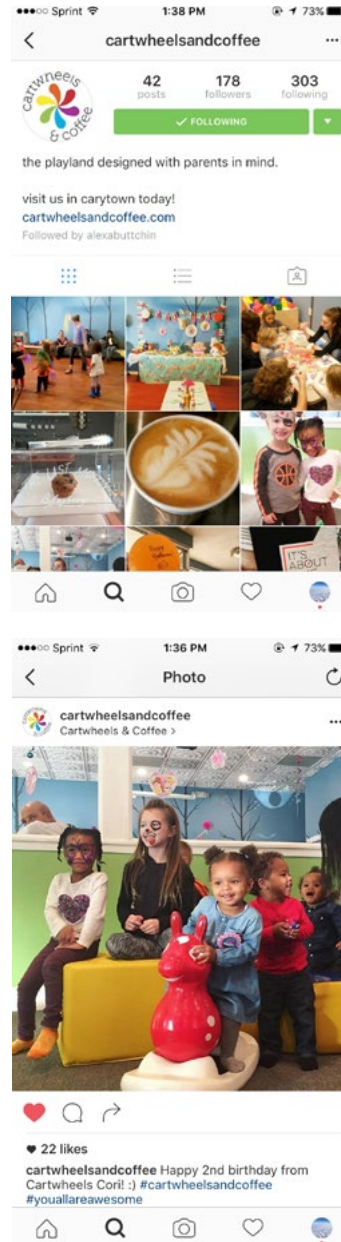 Sprint 1:38 PM 73%
cartwheelsandcoffee
cartwheels
& coffee
42 178 303
posts followers following
FOLLOWING
the playland designed with parents in mind.
visit us in carytown today!
cartwheelsandcoffee.com
Followed by alexabuttchin
IT'S
ABOUT
Sprint 1:36 PM 73%
Photo
cartwheelsandcoffee
Cartwheels & Coffee >
22 likes
cartwheelsandcoffee Happy 2nd birthday from
Cartwheels Cori! :) #cartwheelsandcoffee
#youallareawesome